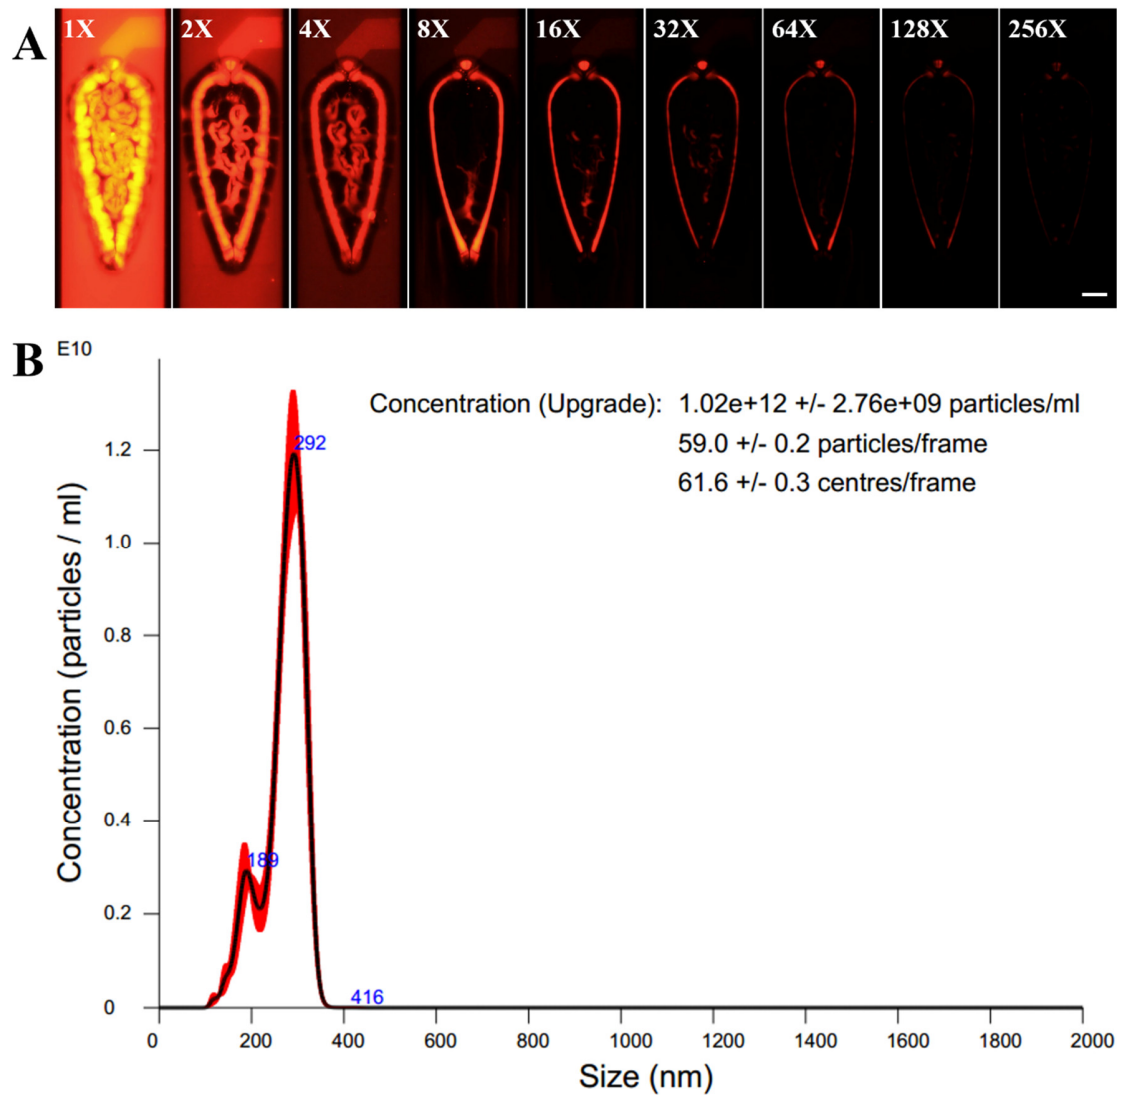 A
1X 2X 4X 8X 16X 32X 64X 128X 256X
B
E10
Concentration (Upgrade): 1.02e+12 +/- 2.76e+09 particles/ml
59.0 +/- 0.2 particles/frame
61.6 +/- 0.3 centres/frame
Concentration (particles / ml)
1.2
1.0
0.8
0.6
0.4
0.2
0
292
189
416
0 200 400 600 800 1000 1200 1400 1600 1800 2000
Size (nm)